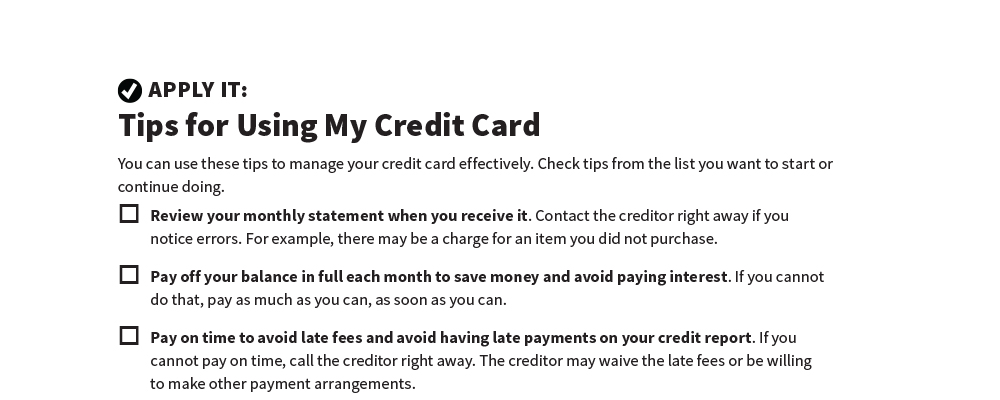 APPLY IT:
Tips for Using My Credit Card
You can use these tips to manage your credit card effectively. Check tips from the list you want to start or
continue doing.
Review your monthly statement when you receive it. Contact the creditor right away if you
notice errors. For example, there may be a charge for an item you did not purchase.
Pay off your balance in full each month to save money and avoid paying interest. If you cannot
do that, pay as much as you can, as soon as you can.
Pay on time to avoid late fees and avoid having late payments on your credit report. If you
cannot pay on time, call the creditor right away. The creditor may waive the late fees or be willing
to make other payment arrangements.